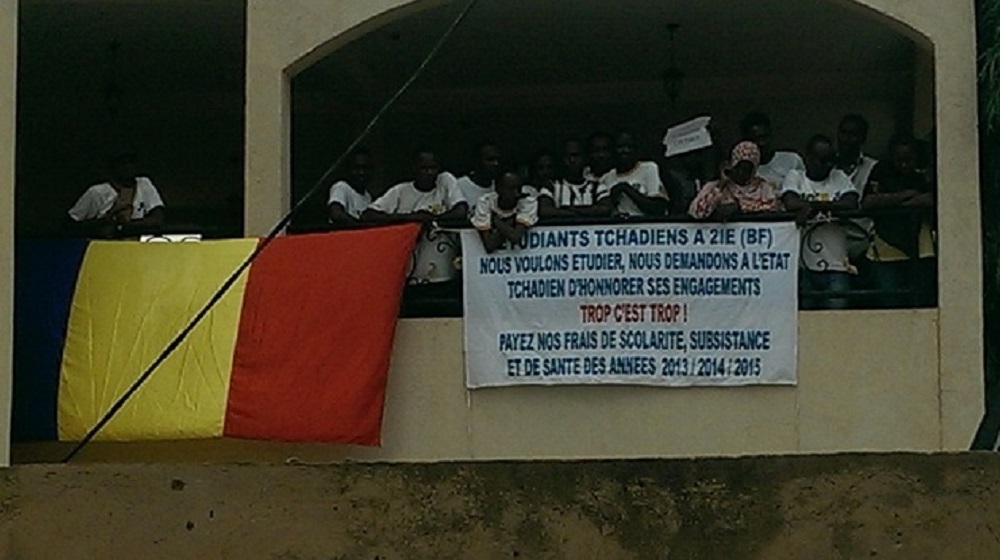 ETUDIANTS TCHADIENS A 2IE (BF)
NOUS VOULONS ETUDIER, NOUS DEMANDONS A L'ETAT
TCHADIEN D'HONNORER SES ENGAGEMENTS
TROP C'EST TROP !
PAYEZ NOS FRAIS DE SCOLARITE, SUBSISTANCE
ET DE SANTE DES ANNEES 2013 / 2014 / 2015